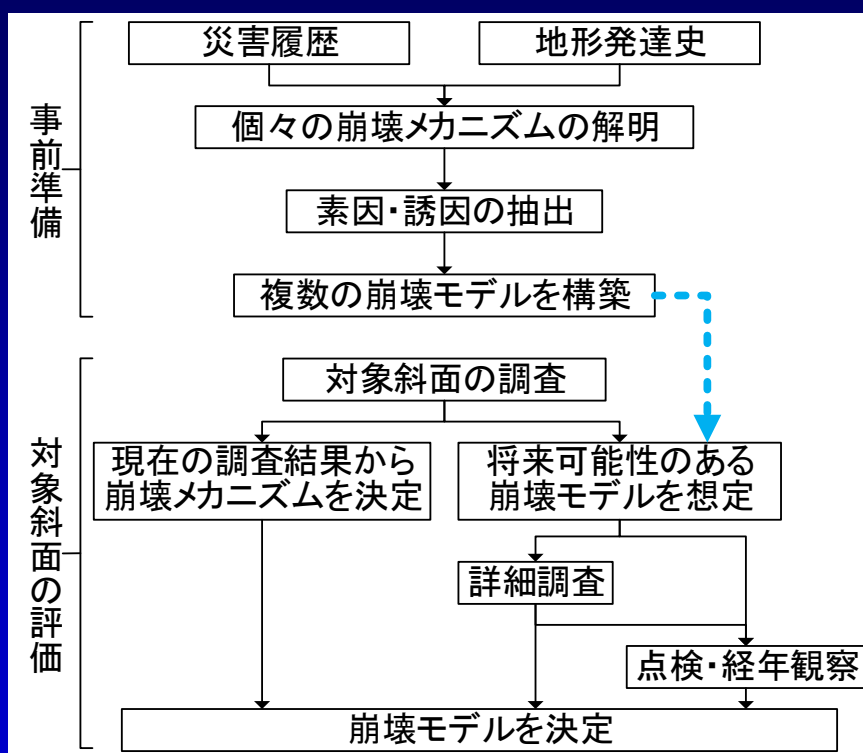 災害履歴
地形発達史
事前準備
個々の崩壊メカニズムの解明
素因・誘因の抽出
複数の崩壊モデルを構築
対象斜面の評価
対象斜面の調査
現在の調査結果から
崩壊メカニズムを決定
将来可能性のある
崩壊モデルを想定
詳細調査
点検・経年観察
崩壊モデルを決定